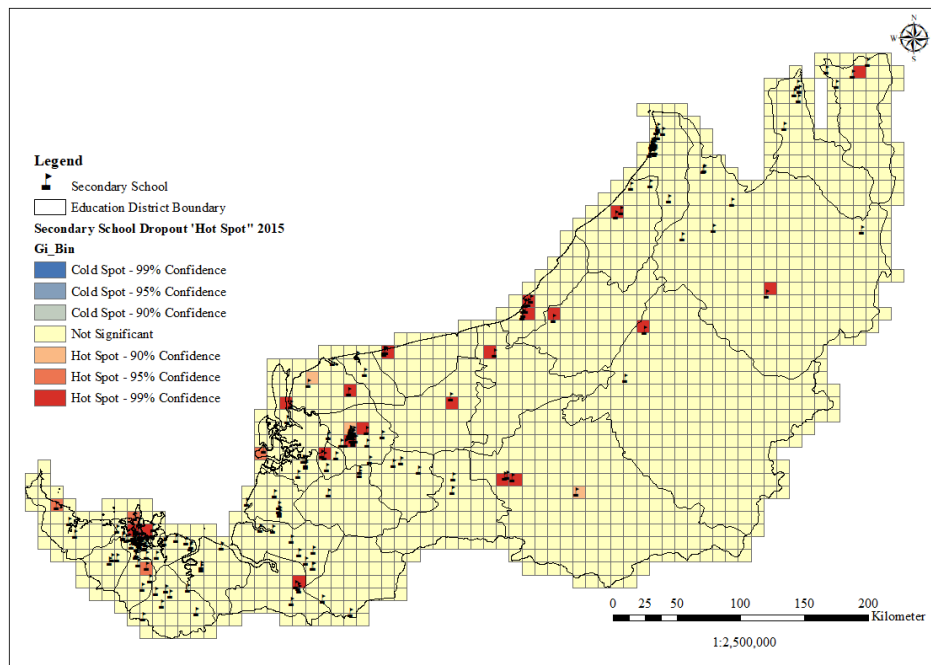 N
W
E
S
Legend
Secondary School
Education District Boundary
Secondary School Dropout 'Hot Spot" 2015
Gi_Bin
Cold Spot - 99% Confidence
Cold Spot - 95% Confidence
Cold Spot - 90% Confidence
Not Significant
Hot Spot - 90% Confidence
Hot Spot - 95% Confidence
Hot Spot - 99% Confidence
0 25 50 100 150 200
Kilometer
1:2,500,000